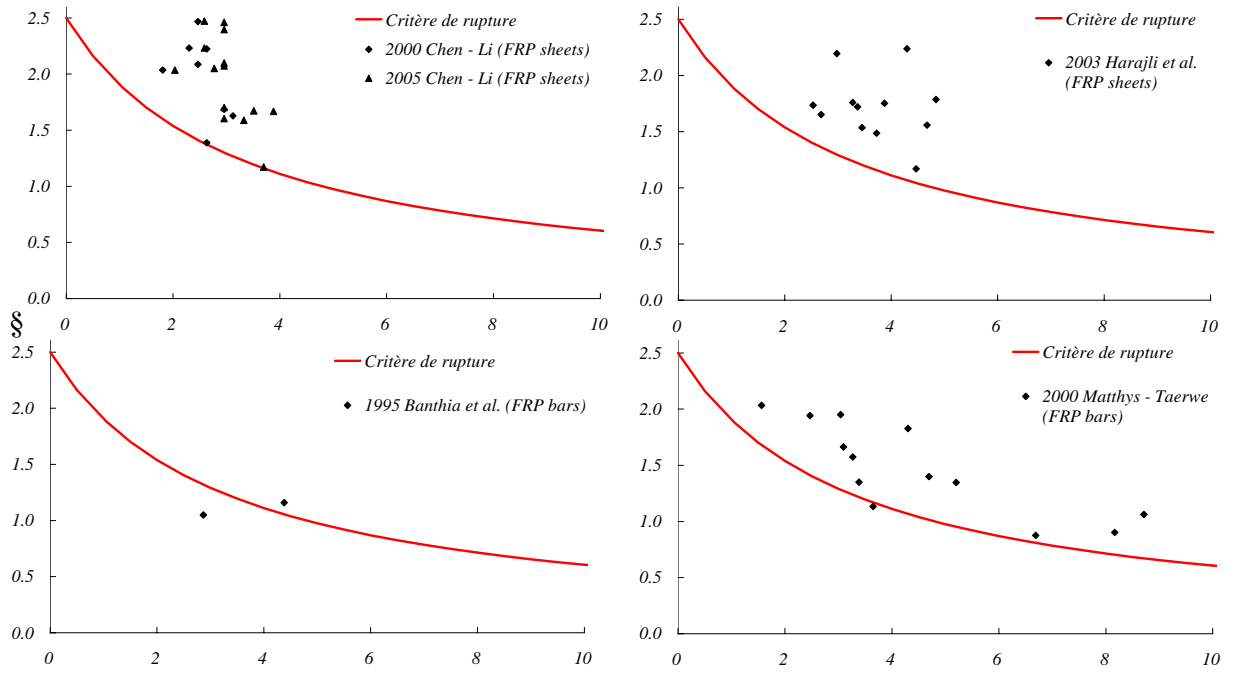 2.5
2.0
1.5
1.0
0.5
0.0
0 2 4 6 8 10
Critère de rupture
2000 Chen - Li (FRP sheets)
2005 Chen - Li (FRP sheets)
2.5
2.0
1.5
1.0
0.5
0.0
0 2 4 6 8 10
Critère de rupture
2003 Harajli et al.
(FRP sheets)
§
2.5
2.0
1.5
1.0
0.5
0.0
0 2 4 6 8 10
Critère de rupture
1995 Banthia et al. (FRP bars)
2.5
2.0
1.5
1.0
0.5
0.0
0 2 4 6 8 10
Critère de rupture
2000 Matthys - Taerwe
(FRP bars)